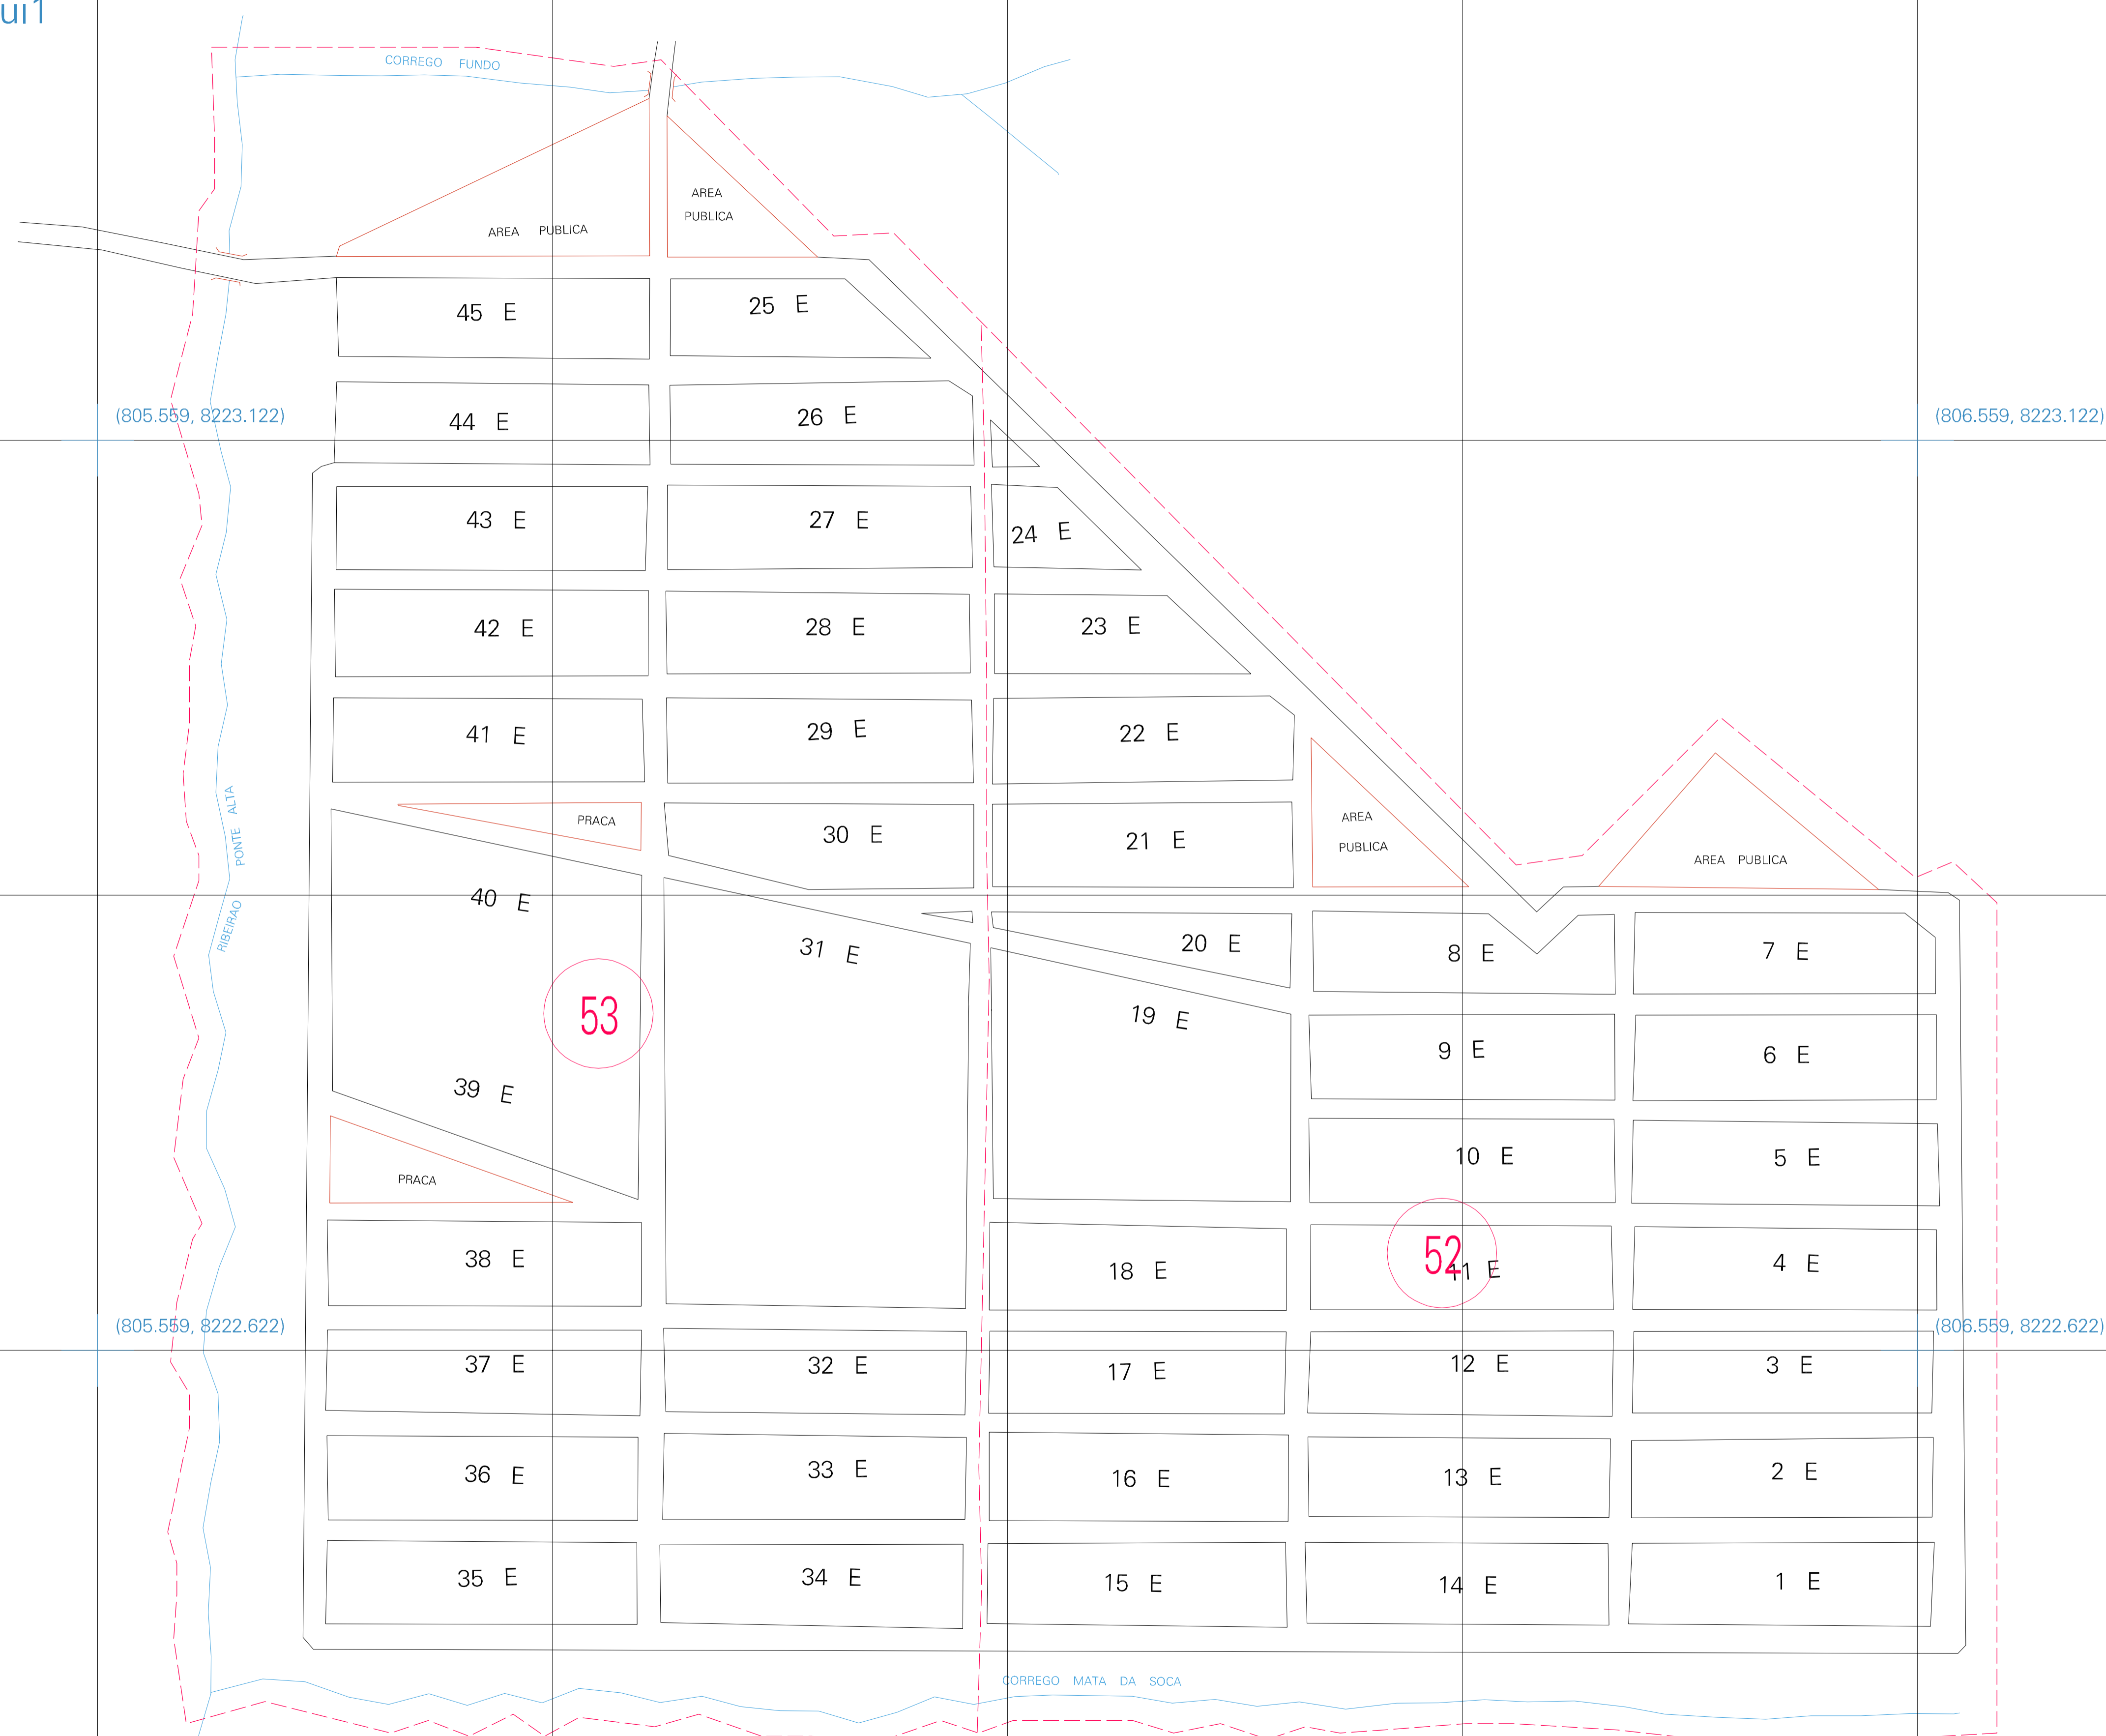 ui1
CORREGO FUNDO
AREA
PUBLICA
AREA PUBLICA
45 E
25 E
(805.559, 8223.122)
44 E
26 E
(806.559, 8223.122)
43 E
27 E
24 E
42 E
28 E
23 E
41 E
29 E
22 E
PRACA
30 E
21 E
AREA
PUBLICA
AREA PUBLICA
RIBEIRAO PONTE ALTA
40 E
31 E
20 E
8 E
7 E
53
19 E
9 E
6 E
39 E
10 E
5 E
PRACA
38 E
18 E
52
11 E
4 E
(805.559, 8222.622)
(806.559, 8222.622)
37 E
32 E
17 E
12 E
3 E
36 E
33 E
16 E
13 E
2 E
35 E
34 E
15 E
14 E
1 E
CORREGO MATA DA SOCA